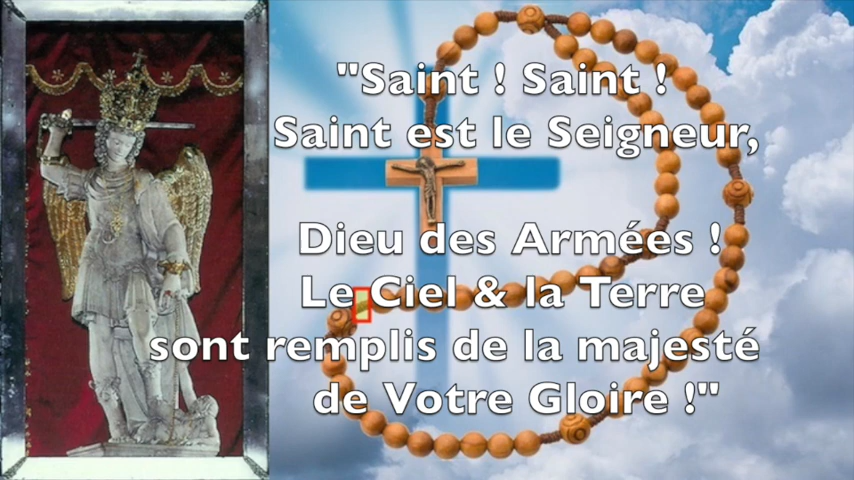 "Saint ! Saint !
Saint est le Seigneur,
Dieu des Armées !
Le Ciel & la Terre
sont remplis de la majesté
de Votre Gloire !"